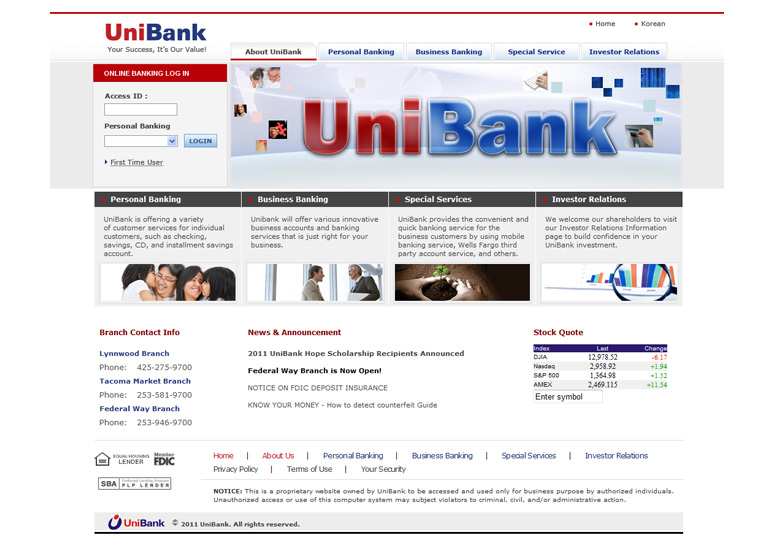 Home
Korean
UniBank
Your Success, It's Our Value!
About UniBank
Personal Banking
Business Banking
Special Service
Investor Relations
ONLINE BANKING LOG IN
Access ID :
Personal Banking
LOGIN
First Time User
UniBank
Personal Banking
UniBank is offering a variety
of customer services for individual
customers, such as checking,
savings, CD, and installment savings
account.
Business Banking
Unibank will offer various innovative
business accounts and banking
services that is just right for your
business.
Special Services
UniBank provides the convenient and
quick banking service for the
business customers by using mobile
banking service, Wells Fargo third
party account service, and others.
Investor Relations
We welcome our shareholders to visit
our Investor Relations Information
page to build confidence in your
UniBank investment.
Branch Contact Info
Lynnwood Branch
Phone: 425-275-9700
Tacoma Market Branch
Phone: 253-581-9700
Federal Way Branch
Phone: 253-946-9700
News & Announcement
2011 UniBank Hope Scholarship Recipients Announced
Federal Way Branch is Now Open!
NOTICE ON FDIC DEPOSIT INSURANCE
KNOW YOUR MONEY - How to detect counterfeit Guide
Stock Quote
Index Last Change
DJIA 12,978.52 -6.17
Nasdaq 2,958.92 +1.94
S&P 500 1,364.98 +1.52
AMEX 2,469.115 +11.54
Enter symbol
EQUAL HOUSING
LENDER
Member
FDIC
SBA Preferred Lending Program
PLP LENDER
Home | About Us | Personal Banking | Business Banking | Special Services | Investor Relations
Privacy Policy | Terms of Use | Your Security
NOTICE: This is a proprietary website owned by UniBank to be accessed and used only for business purpose by authorized individuals.
Unauthorized access or use of this computer system may subject violators to criminal, civil, and/or administrative action.
UniBank © 2011 UniBank. All rights reserved.